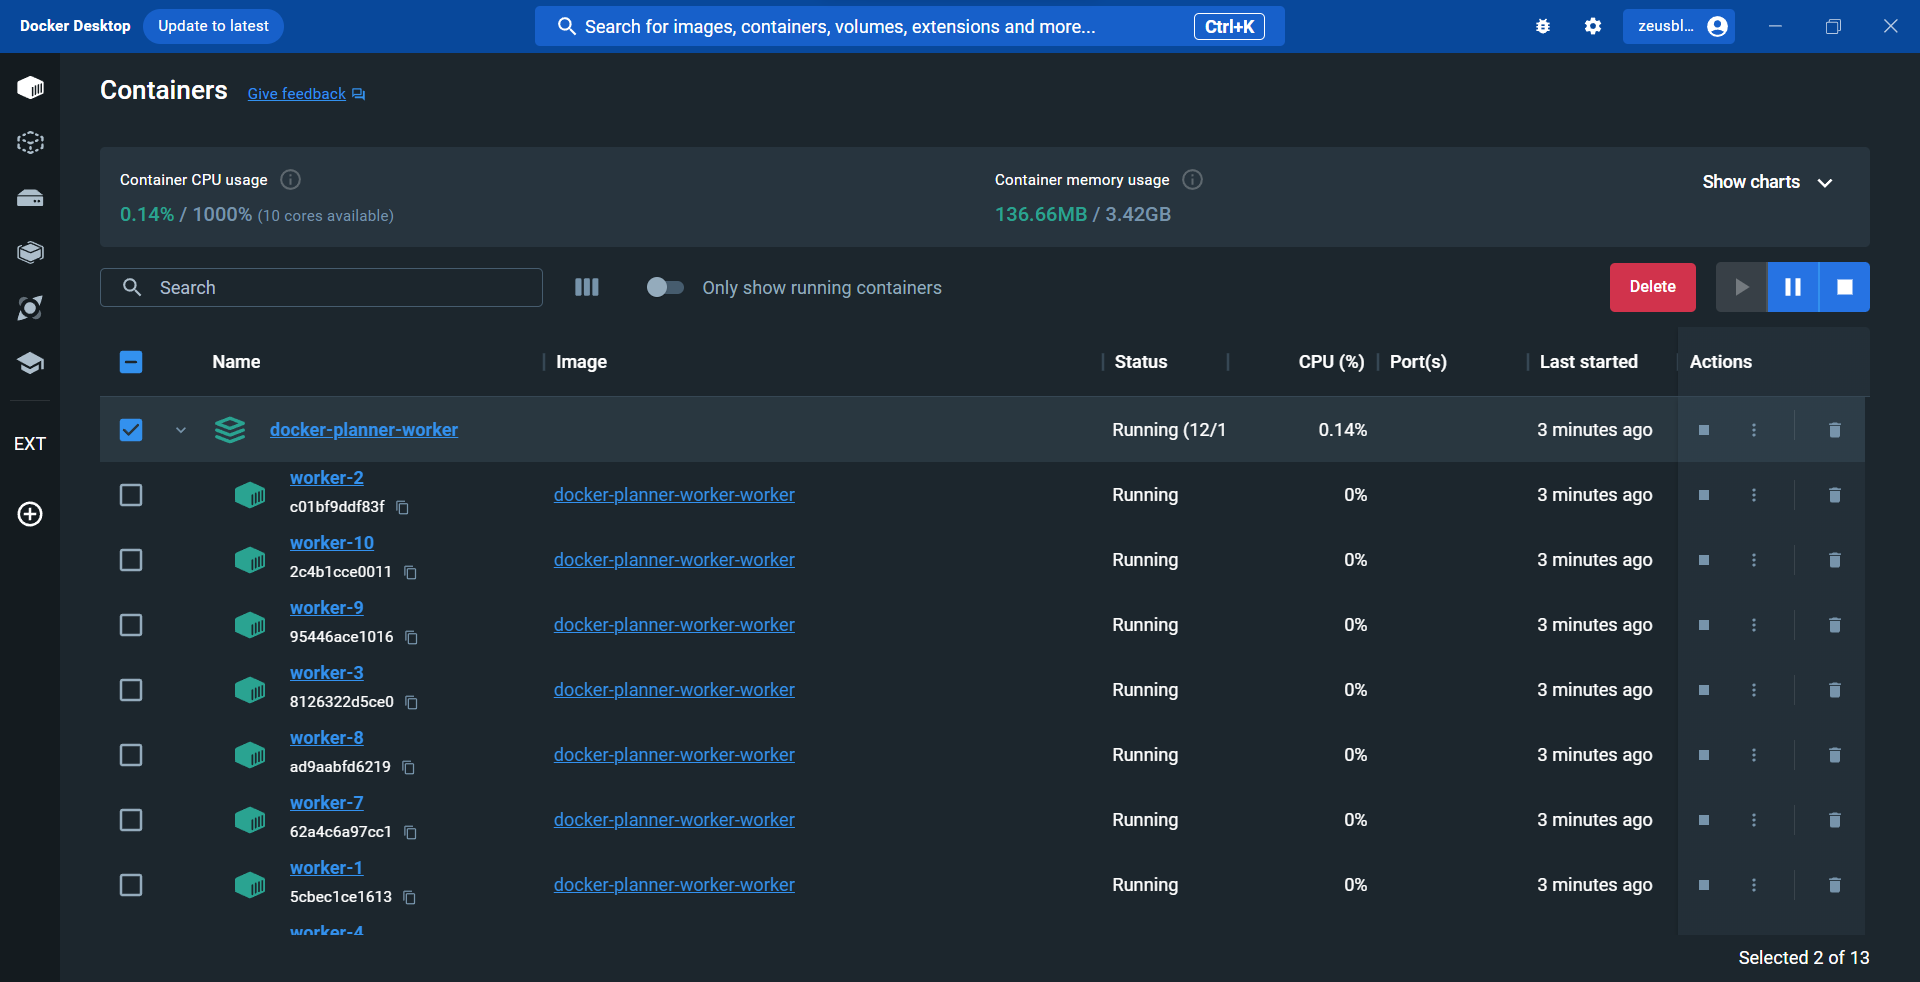 Docker Desktop Update to latest Search for images, containers, volumes, extensions and more... Ctrl+K zeusbl...
Containers Give feedback
Container CPU usage Container memory usage Show charts
0.14% / 1000% (10 cores available) 136.66MB / 3.42GB
Search Only show running containers Delete
Name Image Status CPU (%) Port(s) Last started Actions
docker-planner-worker Running (12/1 0.14% 3 minutes ago
EXT
worker-2
c01bf9ddf83f docker-planner-worker-worker Running 0% 3 minutes ago
worker-10
2c4b1cce0011 docker-planner-worker-worker Running 0% 3 minutes ago
worker-9
95446ace1016 docker-planner-worker-worker Running 0% 3 minutes ago
worker-3
8126322d5ce0 docker-planner-worker-worker Running 0% 3 minutes ago
worker-8
ad9aabfd6219 docker-planner-worker-worker Running 0% 3 minutes ago
worker-7
62a4c6a97cc1 docker-planner-worker-worker Running 0% 3 minutes ago
worker-1
5cbec1ce1613 docker-planner-worker-worker Running 0% 3 minutes ago
worker-4
Selected 2 of 13